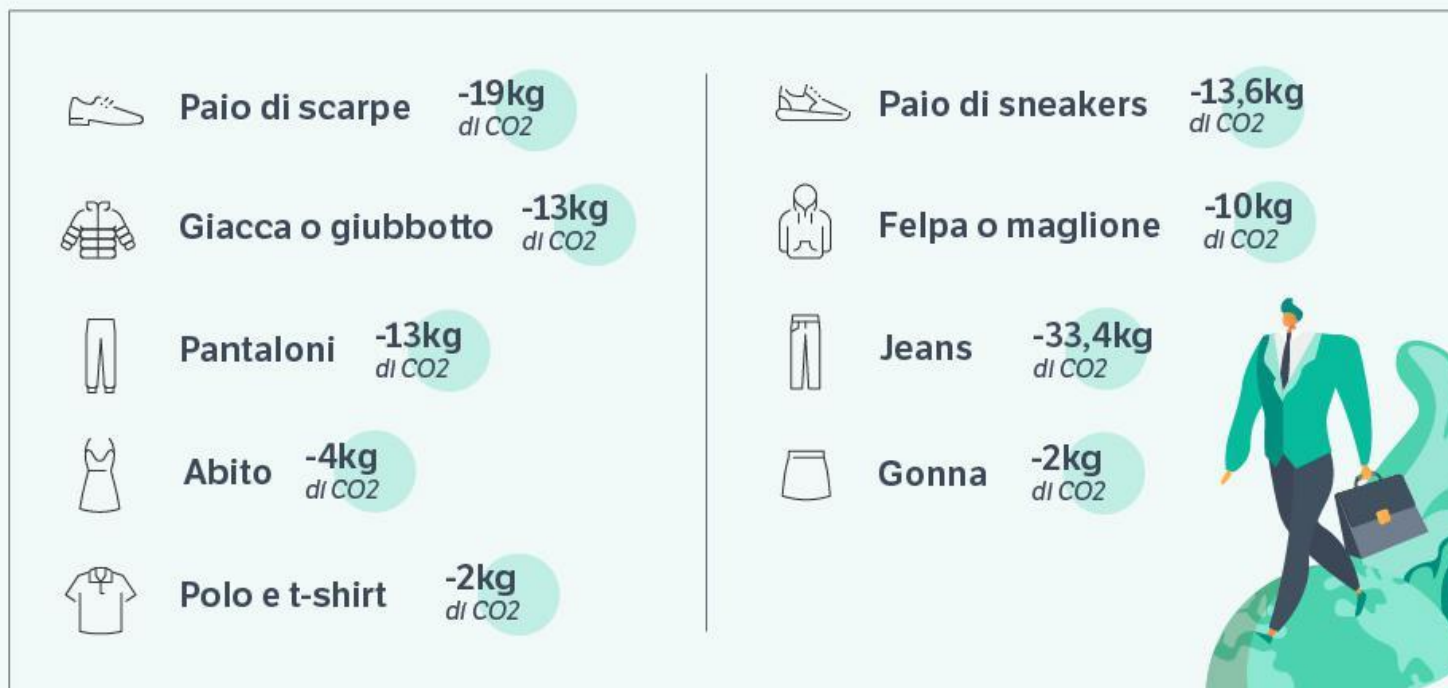 Paio di scarpe
-19kg
di CO2
Giacca o giubbotto
-13kg
di CO2
Pantaloni
-13kg
di CO2
Abito
-4kg
di CO2
Polo e t-shirt
-2kg
di CO2
Paio di sneakers
-13,6kg
di CO2
Felpa o maglione
-10kg
di CO2
Jeans
-33,4kg
di CO2
Gonna
-2kg
di CO2